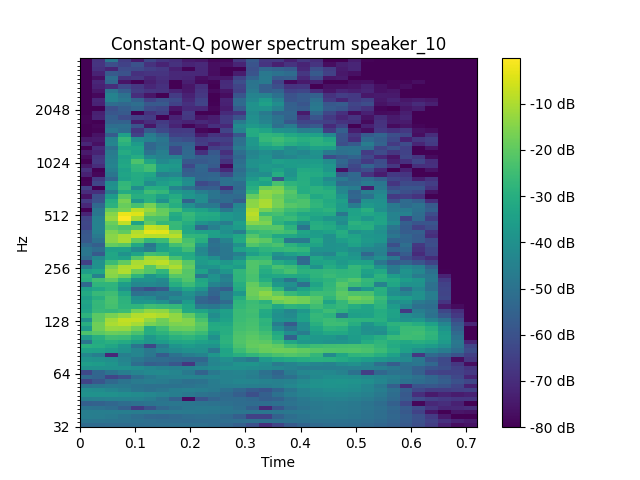 Constant-Q power spectrum speaker_10
Hz
2048
1024
512
256
128
64
32
0 0.1 0.2 0.3 0.4 0.5 0.6 0.7
Time
-10 dB
-20 dB
-30 dB
-40 dB
-50 dB
-60 dB
-70 dB
-80 dB